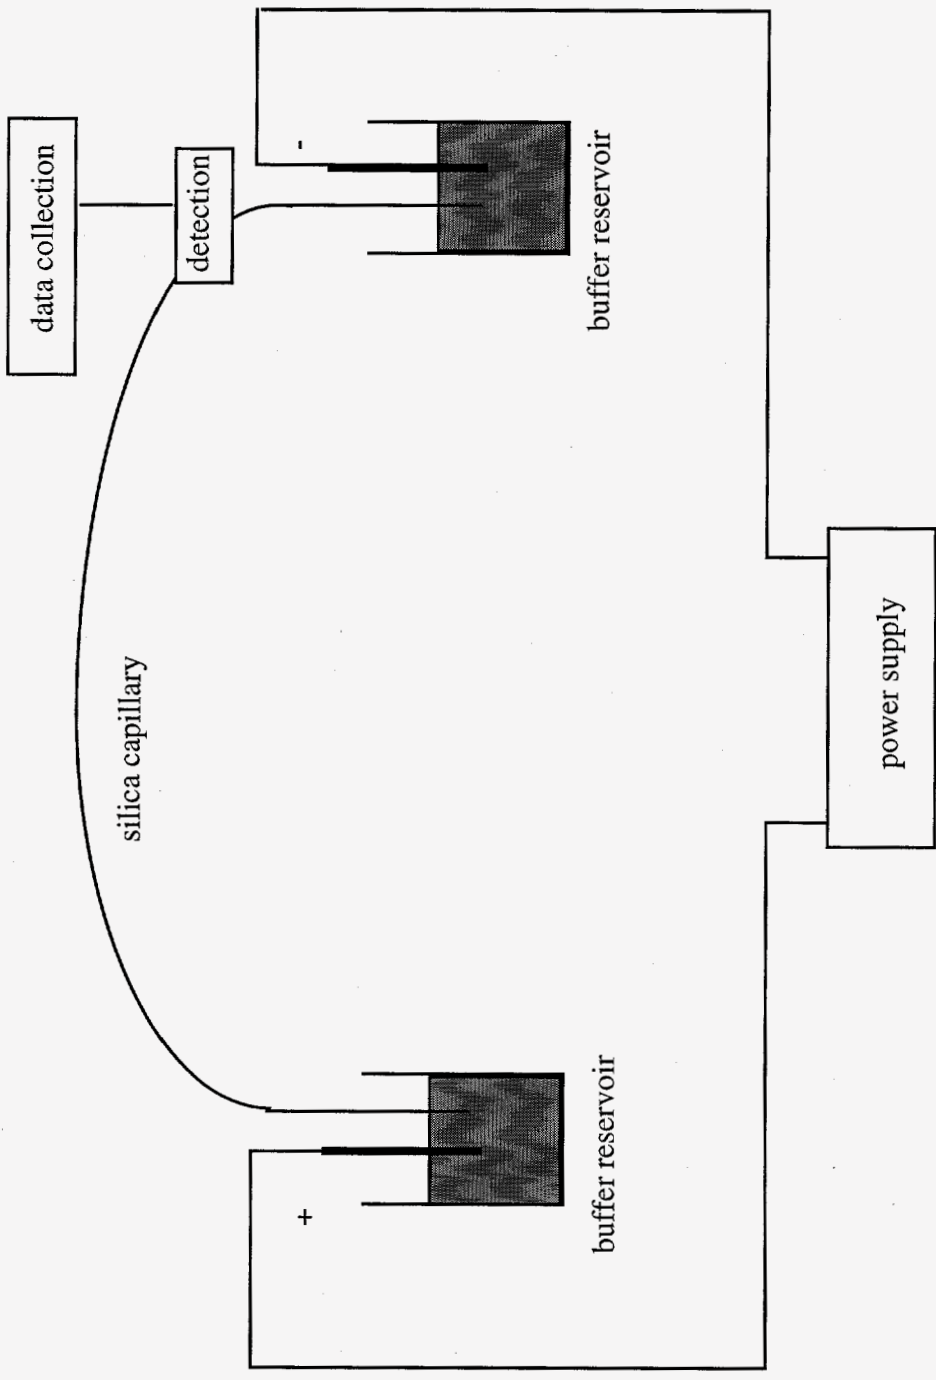 data collection
detection
-
buffer reservoir
silica capillary
+
buffer reservoir
power supply